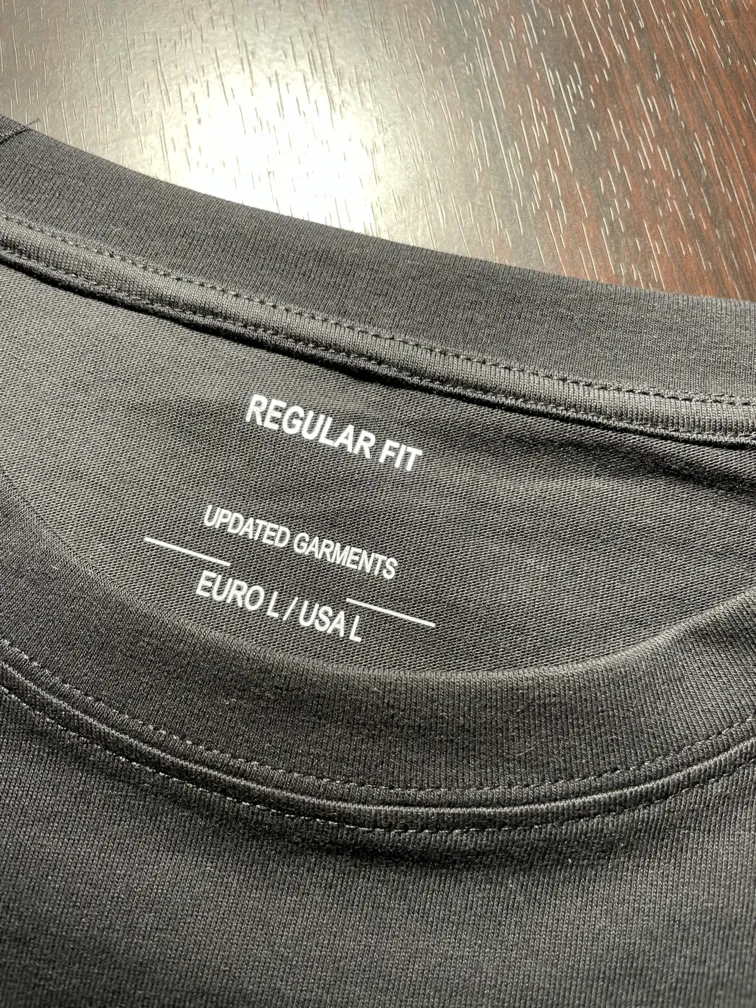 REGULAR FIT
UPDATED GARMENTS
EURO L / USA L